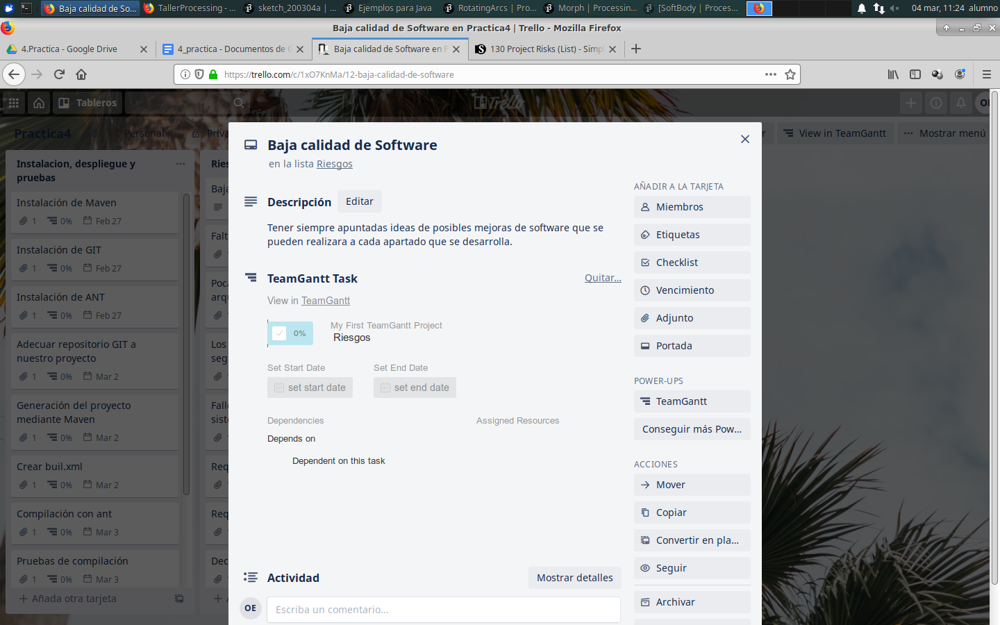 Baja calidad de So...
TallerProcessing - ...
sketch_200304a | ...
Ejemplos para Java
RotatingArcs | Pro...
Morph | Processin...
[SoftBody | Proces...
04 mar, 11:24 alumno
Baja calidad de Software en Practica4 | Trello - Mozilla Firefox
4.Practica - Google Drive
4_practica - Documentos de G
Baja calidad de Software en P
130 Project Risks (List) - Simpl
https://trello.com/c/1xO7KnMa/12-baja-calidad-de-software
Tableros
Trello
Practica4
Personal
Priva
View in TeamGantt
Mostrar menú
Instalacion, despliegue y
pruebas
Instalación de Maven
1 0% Feb 27
Instalación de GIT
1 0% Feb 27
Instalación de ANT
1 0% Feb 27
Adecuar repositorio GIT a
nuestro proyecto
1 0% Mar 2
Generación del proyecto
mediante Maven
1 0% Mar 2
Crear buil.xml
1 0% Mar 2
Compilación con ant
1 0% Mar 3
Pruebas de compilación
1 0% Mar 3
+ Añada otra tarjeta
Ries
Baja
Falt
Poca
arqu
Los
seg
Falle
siste
Req
Req
Dec
Baja calidad de Software
en la lista Riesgos
Descripción
Editar
Tener siempre apuntadas ideas de posibles mejoras de software que se
pueden realizara a cada apartado que se desarrolla.
TeamGantt Task
Quitar...
View in TeamGantt
0%
My First TeamGantt Project
Riesgos
Set Start Date
Set End Date
set start date
set end date
Dependencies
Assigned Resources
Depends on
Dependent on this task
Actividad
Mostrar detalles
OE
Escriba un comentario...
AÑADIR A LA TARJETA
Miembros
Etiquetas
Checklist
Vencimiento
Adjunto
Portada
POWER-UPS
TeamGantt
Conseguir más Pow...
ACCIONES
Mover
Copiar
Convertir en pla...
Seguir
Archivar